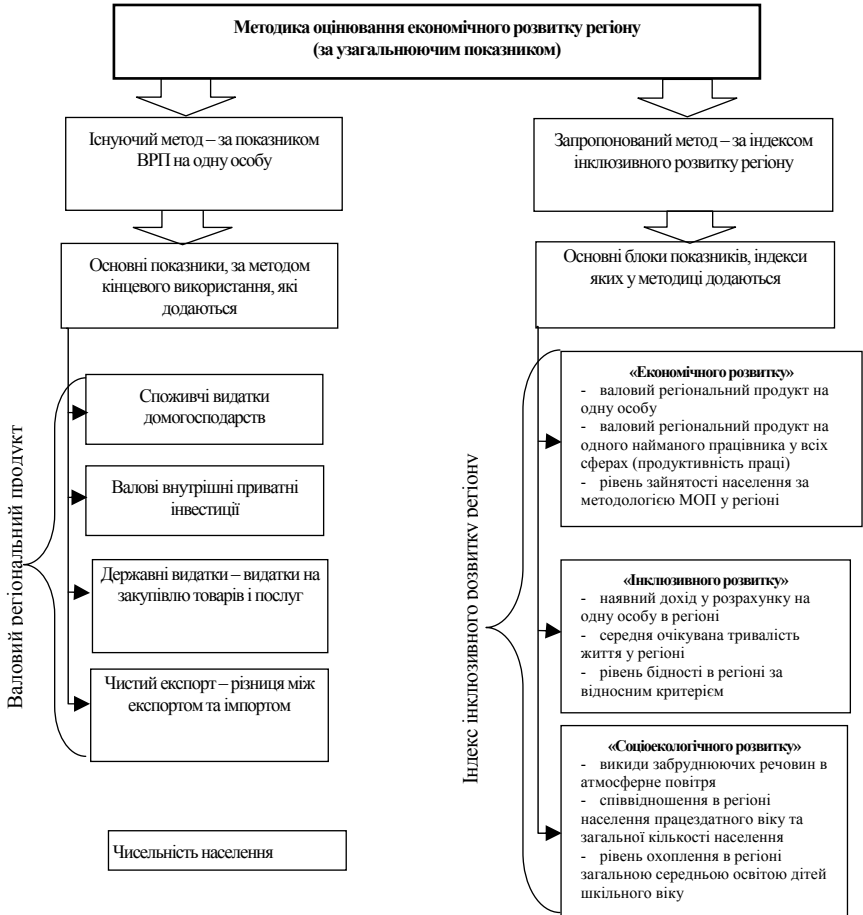 Методика оцінювання економічного розвитку регіону
(за узагальнюючим показником)
Існуючий метод – за показником
ВРП на одну особу
Основні показники, за методом
кінцевого використання, які
додаються
Валовий регіональний продукт
Споживчі видатки
домогосподарств
Валові внутрішні приватні
інвестиції
Державні видатки – видатки на
закупівлю товарів і послуг
Чистий експорт – різниця між
експортом та імпортом
Чисельність населення
Запропонований метод – за індексом
інклюзивного розвитку регіону
Основні блоки показників, індекси
яких у методиці додаються
Індекс інклюзивного розвитку регіону
«Економічного розвитку»
- валовий регіональний продукт на
одну особу
- валовий регіональний продукт на
одного найманого працівника у всіх
сферах (продуктивність праці)
- рівень зайнятості населення за
методологією МОП у регіоні
«Інклюзивного розвитку»
- наявний дохід у розрахунку на
одну особу в регіоні
- середня очікувана тривалість
життя у регіоні
- рівень бідності в регіоні за
відносним критерієм
«Соціоекологічного розвитку»
- викиди забруднюючих речовин в
атмосферне повітря
- співвідношення в регіоні
населення працездатного віку та
загальної кількості населення
- рівень охоплення в регіоні
загальною середньою освітою дітей
шкільного віку